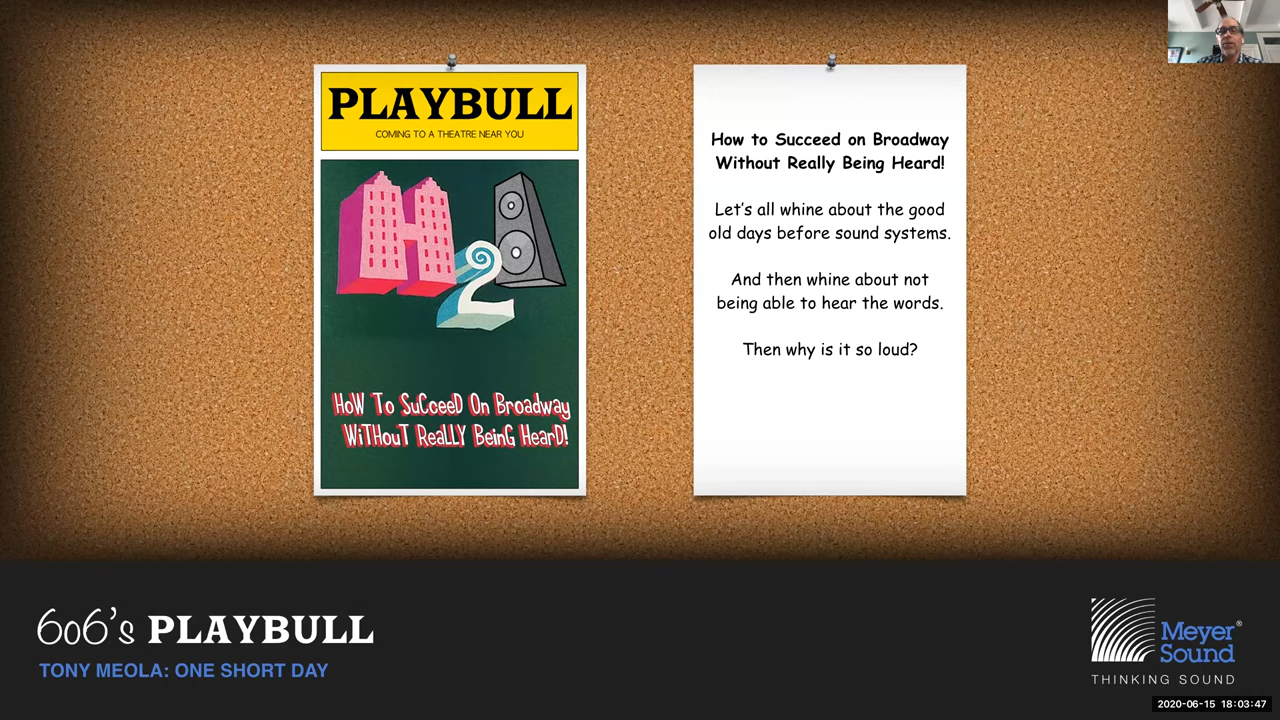 PLAYBULL
COMING TO A THEATRE NEAR YOU
H2
HoW To SuCceeD On Broadway
WiTHouT ReaLLY BeinG HearD!
How to Succeed on Broadway
Without Really Being Heard!
Let's all whine about the good
old days before sound systems.
And then whine about not
being able to hear the words.
Then why is it so loud?
606's PLAYBULL
TONY MEOLA: ONE SHORT DAY
Meyer
Sound®
THINKING SOUND
2020-06-15 18:03:47